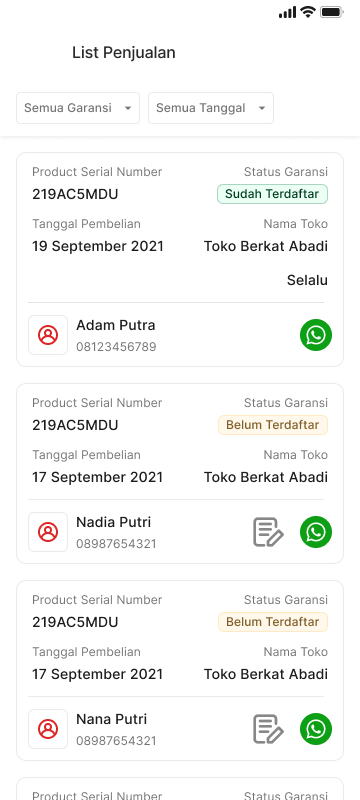 List Penjualan
Semua Garansi
Semua Tanggal
Product Serial Number
Status Garansi
219AC5MDU
Sudah Terdaftar
Tanggal Pembelian
Nama Toko
19 September 2021
Toko Berkat Abadi
Selalu
Adam Putra
08123456789
Product Serial Number
Status Garansi
219AC5MDU
Belum Terdaftar
Tanggal Pembelian
Nama Toko
17 September 2021
Toko Berkat Abadi
Nadia Putri
08987654321
Product Serial Number
Status Garansi
219AC5MDU
Belum Terdaftar
Tanggal Pembelian
Nama Toko
17 September 2021
Toko Berkat Abadi
Nana Putri
08987654321
Product Serial Number
Status Garansi